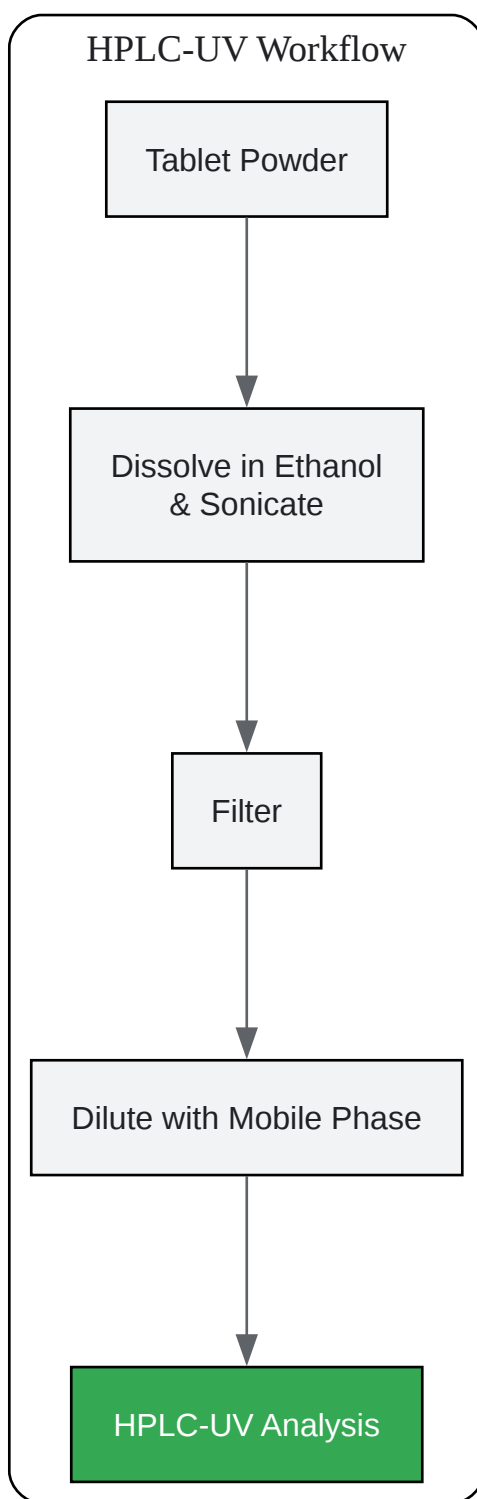 HPLC-UV Workflow
Tablet Powder
Dissolve in Ethanol
& Sonicate
Filter
Dilute with Mobile Phase
HPLC-UV Analysis